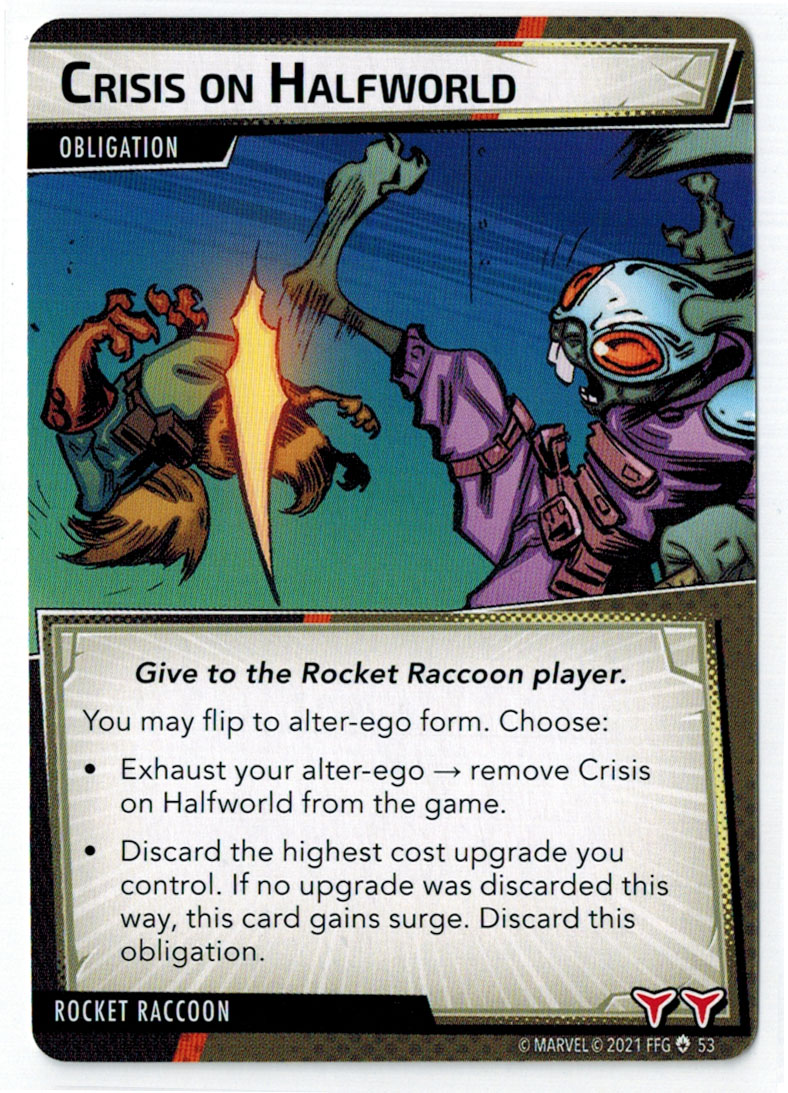 CRISIS ON HALFWORLD
OBLIGATION
Give to the Rocket Raccoon player.
You may flip to alter-ego form. Choose:
• Exhaust your alter-ego → remove Crisis
on Halfworld from the game.
• Discard the highest cost upgrade you
control. If no upgrade was discarded this
way, this card gains surge. Discard this
obligation.
ROCKET RACCOON
© MARVEL © 2021 FFG 53